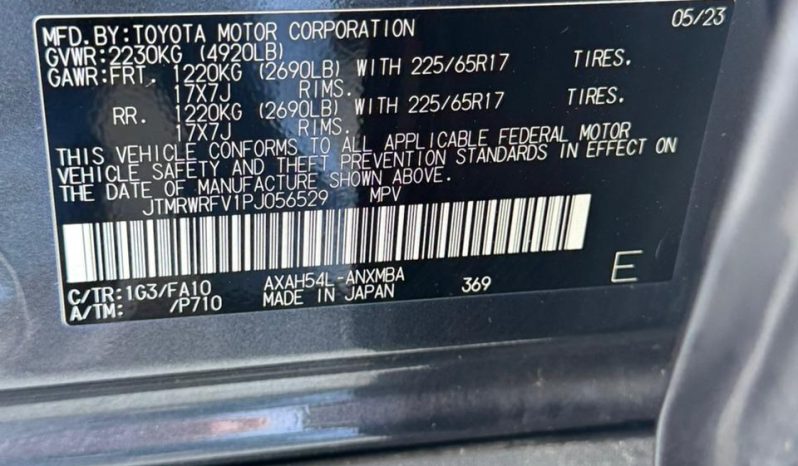 MFD.BY:TOYOTA MOTOR CORPORATION 05/23
GVWR:2230KG (4920LB)
GAWR:FRT. 1220KG (2690LB) WITH 225/65R17 TIRES.
17X7J RIMS.
RR. 1220KG (2690LB) WITH 225/65R17 TIRES.
17X7J RIMS.
THIS VEHICLE CONFORMS TO ALL APPLICABLE FEDERAL MOTOR
VEHICLE SAFETY AND THEFT PREVENTION STANDARDS IN EFFECT ON
THE DATE OF MANUFACTURE SHOWN ABOVE.
JTMRWRFV1PJ056529 MPV
C/TR:1G3/FA10 AXAH54L-ANXMBA 369 E
A/TM: /P710 MADE IN JAPAN